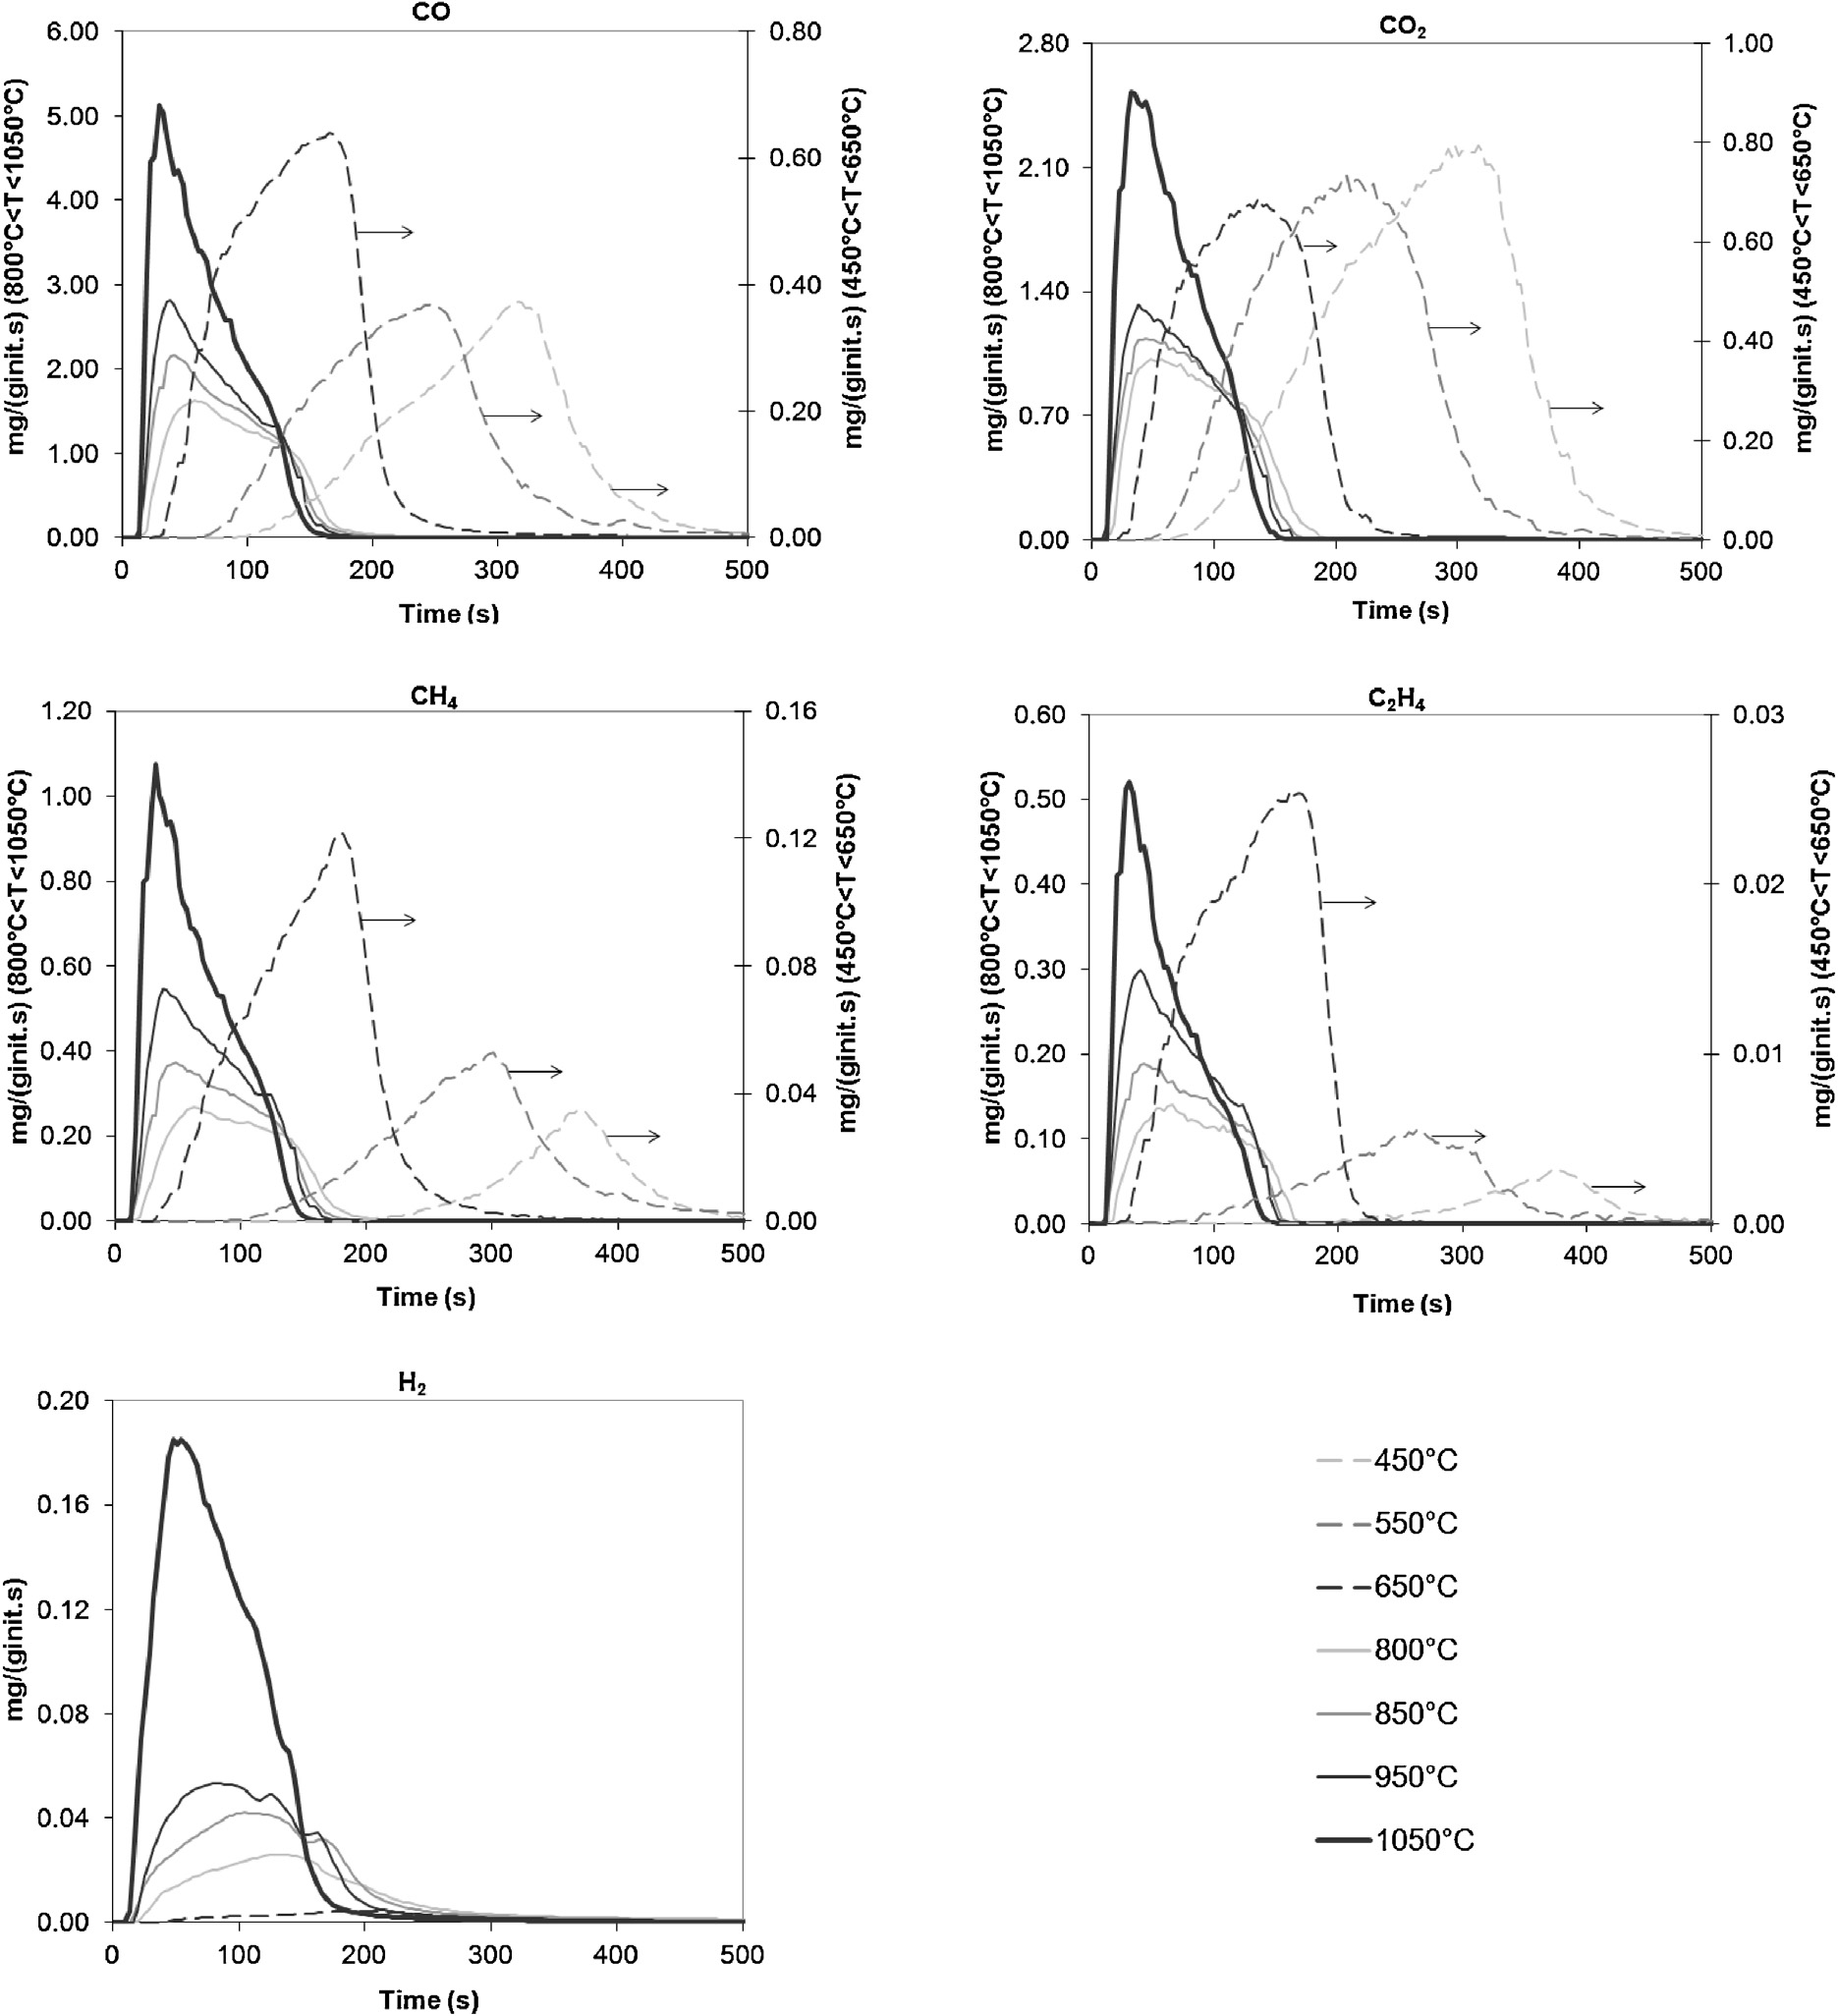 CO
6.00
5.00
4.00
3.00
2.00
1.00
0.00
0.80
0.60
0.40
0.20
0.00
0 100 200 300 400 500
Time (s)
mg/(ginit.s) (800°C<T<1050°C)
mg/(ginit.s) (450°C<T<650°C)
CO2
2.80
2.10
1.40
0.70
0.00
1.00
0.80
0.60
0.40
0.20
0.00
0 100 200 300 400 500
Time (s)
mg/(ginit.s) (800°C<T<1050°C)
mg/(ginit.s) (450°C<T<650°C)
CH4
1.20
1.00
0.80
0.60
0.40
0.20
0.00
0.16
0.12
0.08
0.04
0.00
0 100 200 300 400 500
Time (s)
mg/(ginit.s) (800°C<T<1050°C)
mg/(ginit.s) (450°C<T<650°C)
C2H4
0.60
0.50
0.40
0.30
0.20
0.10
0.00
0.03
0.02
0.01
0.00
0 100 200 300 400 500
Time (s)
mg/(ginit.s) (800°C<T<1050°C)
mg/(ginit.s) (450°C<T<650°C)
H2
0.20
0.16
0.12
0.08
0.04
0.00
0 100 200 300 400 500
Time (s)
mg/(ginit.s)
450°C
550°C
650°C
800°C
850°C
950°C
1050°C